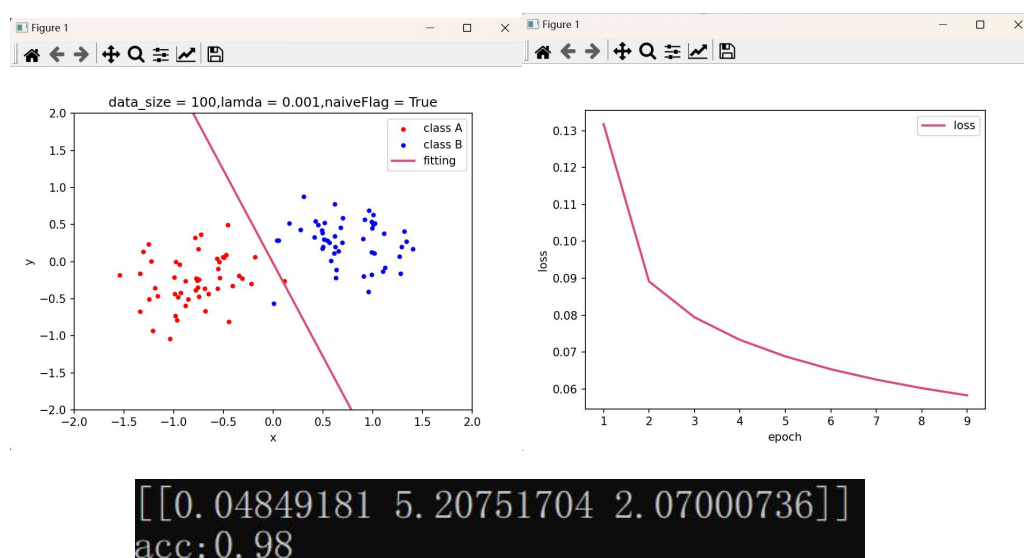 Figure 1
data_size = 100,lamda = 0.001,naiveFlag = True
class A
class B
fitting
2.0
1.5
1.0
0.5
0.0
−0.5
−1.0
−1.5
−2.0
y
−2.0 −1.5 −1.0 −0.5 0.0 0.5 1.0 1.5 2.0
x
Figure 1
loss
0.13
0.12
0.11
0.10
0.09
0.08
0.07
0.06
loss
1 2 3 4 5 6 7 8 9
epoch
[[0.04849181 5.20751704 2.07000736]]
acc:0.98